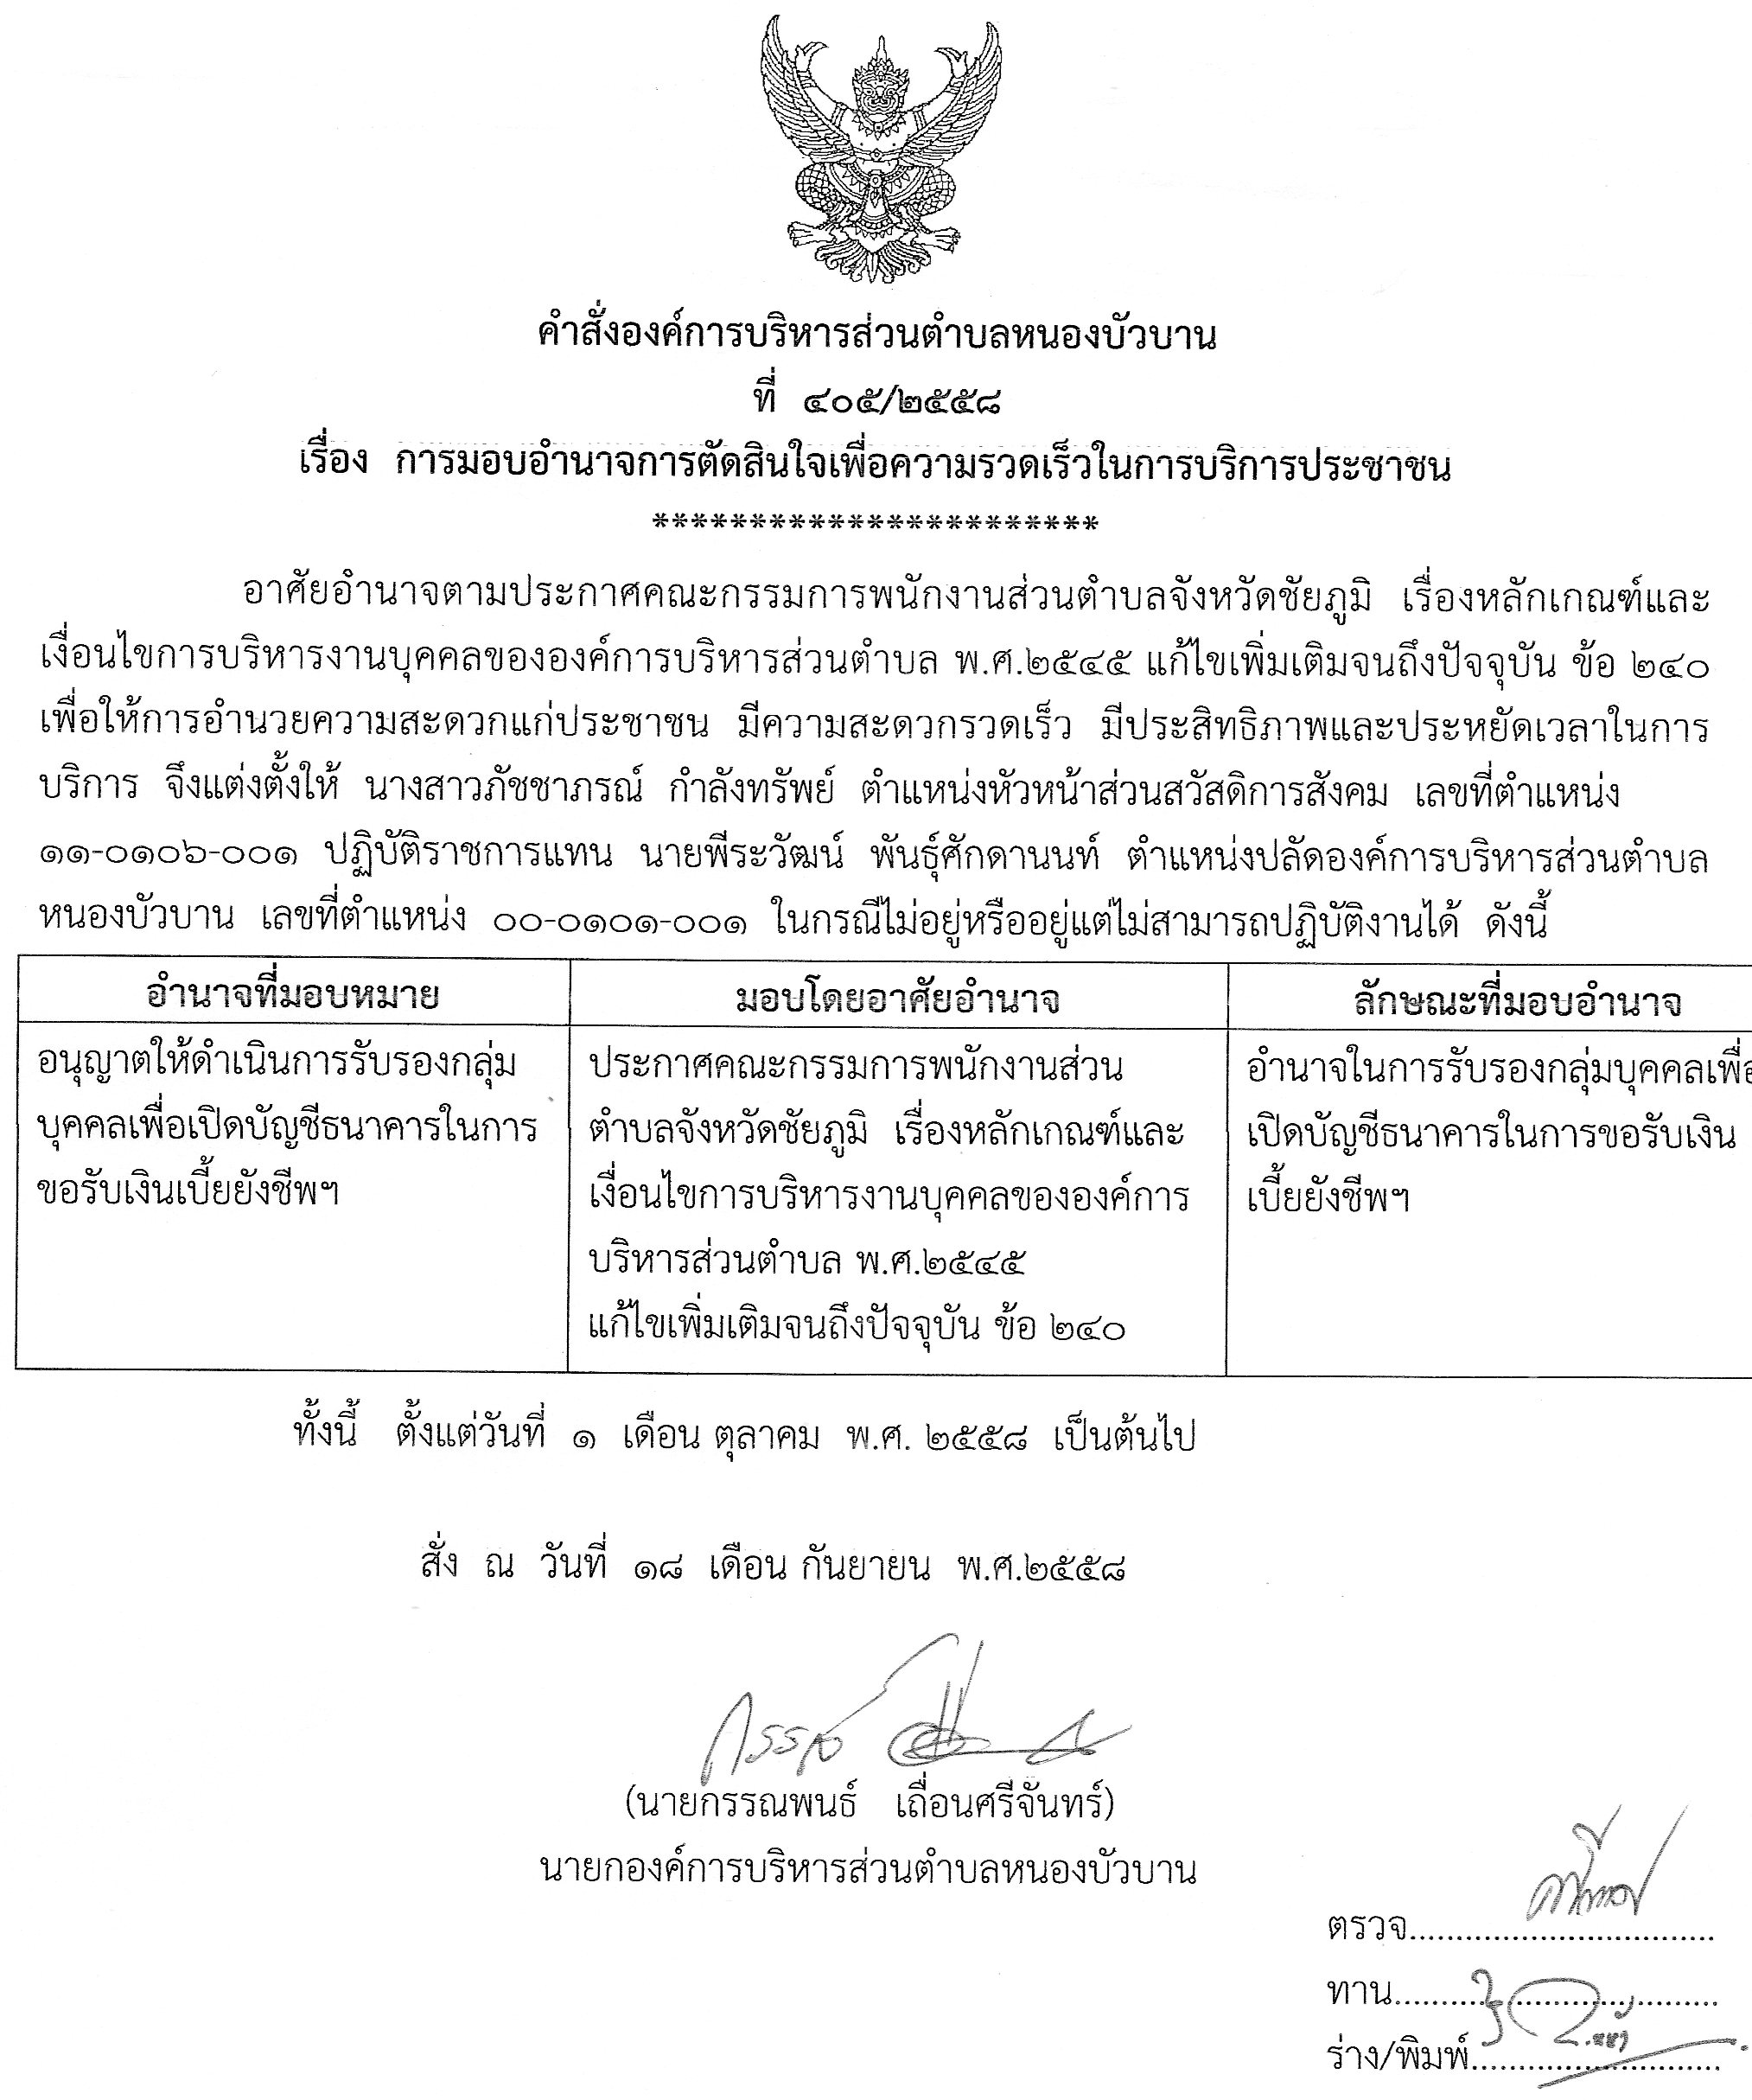 คำสั่งองค์การบริหารส่วนตำบลหนองบัวบาน
ที่ ๔๐๕/๒๕๕๘
เรื่อง การมอบอำนาจการตัดสินใจเพื่อความรวดเร็วในการบริการประชาชน
***********************
อาศัยอำนาจตามประกาศคณะกรรมการพนักงานส่วนตำบลจังหวัดชัยภูมิ เรื่องหลักเกณฑ์และ
เงื่อนไขการบริหารงานบุคคลขององค์การบริหารส่วนตำบล พ.ศ.๒๕๔๕ แก้ไขเพิ่มเติมจนถึงปัจจุบัน ข้อ ๒๔๐
เพื่อให้การอำนวยความสะดวกแก่ประชาชน มีความสะดวกรวดเร็ว มีประสิทธิภาพและประหยัดเวลาในการ
บริการ จึงแต่งตั้งให้ นางสาวภัชชาภรณ์ กำลังทรัพย์ ตำแหน่งหัวหน้าส่วนสวัสดิการสังคม เลขที่ตำแหน่ง
๑๑-๐๑๐๖-๐๐๑ ปฏิบัติราชการแทน นายพีระวัฒน์ พันธุ์ศักดานนท์ ตำแหน่งปลัดองค์การบริหารส่วนตำบล
หนองบัวบาน เลขที่ตำแหน่ง ๐๐-๐๑๐๑-๐๐๑ ในกรณีไม่อยู่หรืออยู่แต่ไม่สามารถปฏิบัติงานได้ ดังนี้
อำนาจที่มอบหมาย
อนุญาตให้ดำเนินการรับรองกลุ่ม
บุคคลเพื่อเปิดบัญชีธนาคารในการ
ขอรับเงินเบี้ยยังชีพฯ
มอบโดยอาศัยอำนาจ
ประกาศคณะกรรมการพนักงานส่วน
ตำบลจังหวัดชัยภูมิ เรื่องหลักเกณฑ์และ
เงื่อนไขการบริหารงานบุคคลขององค์การ
บริหารส่วนตำบล พ.ศ.๒๕๔๕
แก้ไขเพิ่มเติมจนถึงปัจจุบัน ข้อ ๒๔๐
ลักษณะที่มอบอำนาจ
อำนาจในการรับรองกลุ่มบุคคลเพื่อ
เปิดบัญชีธนาคารในการขอรับเงิน
เบี้ยยังชีพฯ
ทั้งนี้ ตั้งแต่วันที่ ๑ เดือน ตุลาคม พ.ศ. ๒๕๕๘ เป็นต้นไป
สั่ง ณ วันที่ ๑๘ เดือน กันยายน พ.ศ.๒๕๕๘
(นายกรรณพนธ์ เถื่อนศรีจันทร์)
นายกองค์การบริหารส่วนตำบลหนองบัวบาน
ตรวจ................................
ทาน..................................
ร่าง/พิมพ์..........................